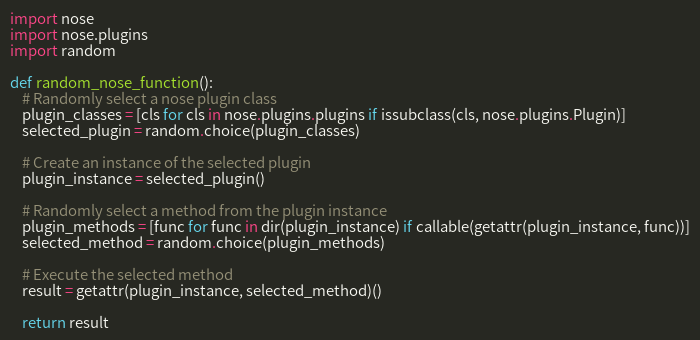 import nose
import nose.plugins
import random
def random_nose_function():
# Randomly select a nose plugin class
plugin_classes = [cls for cls in nose.plugins.plugins if issubclass(cls, nose.plugins.Plugin)]
selected_plugin = random.choice(plugin_classes)
# Create an instance of the selected plugin
plugin_instance = selected_plugin()
# Randomly select a method from the plugin instance
plugin_methods = [func for func in dir(plugin_instance) if callable(getattr(plugin_instance, func))]
selected_method = random.choice(plugin_methods)
# Execute the selected method
result = getattr(plugin_instance, selected_method)()
return result